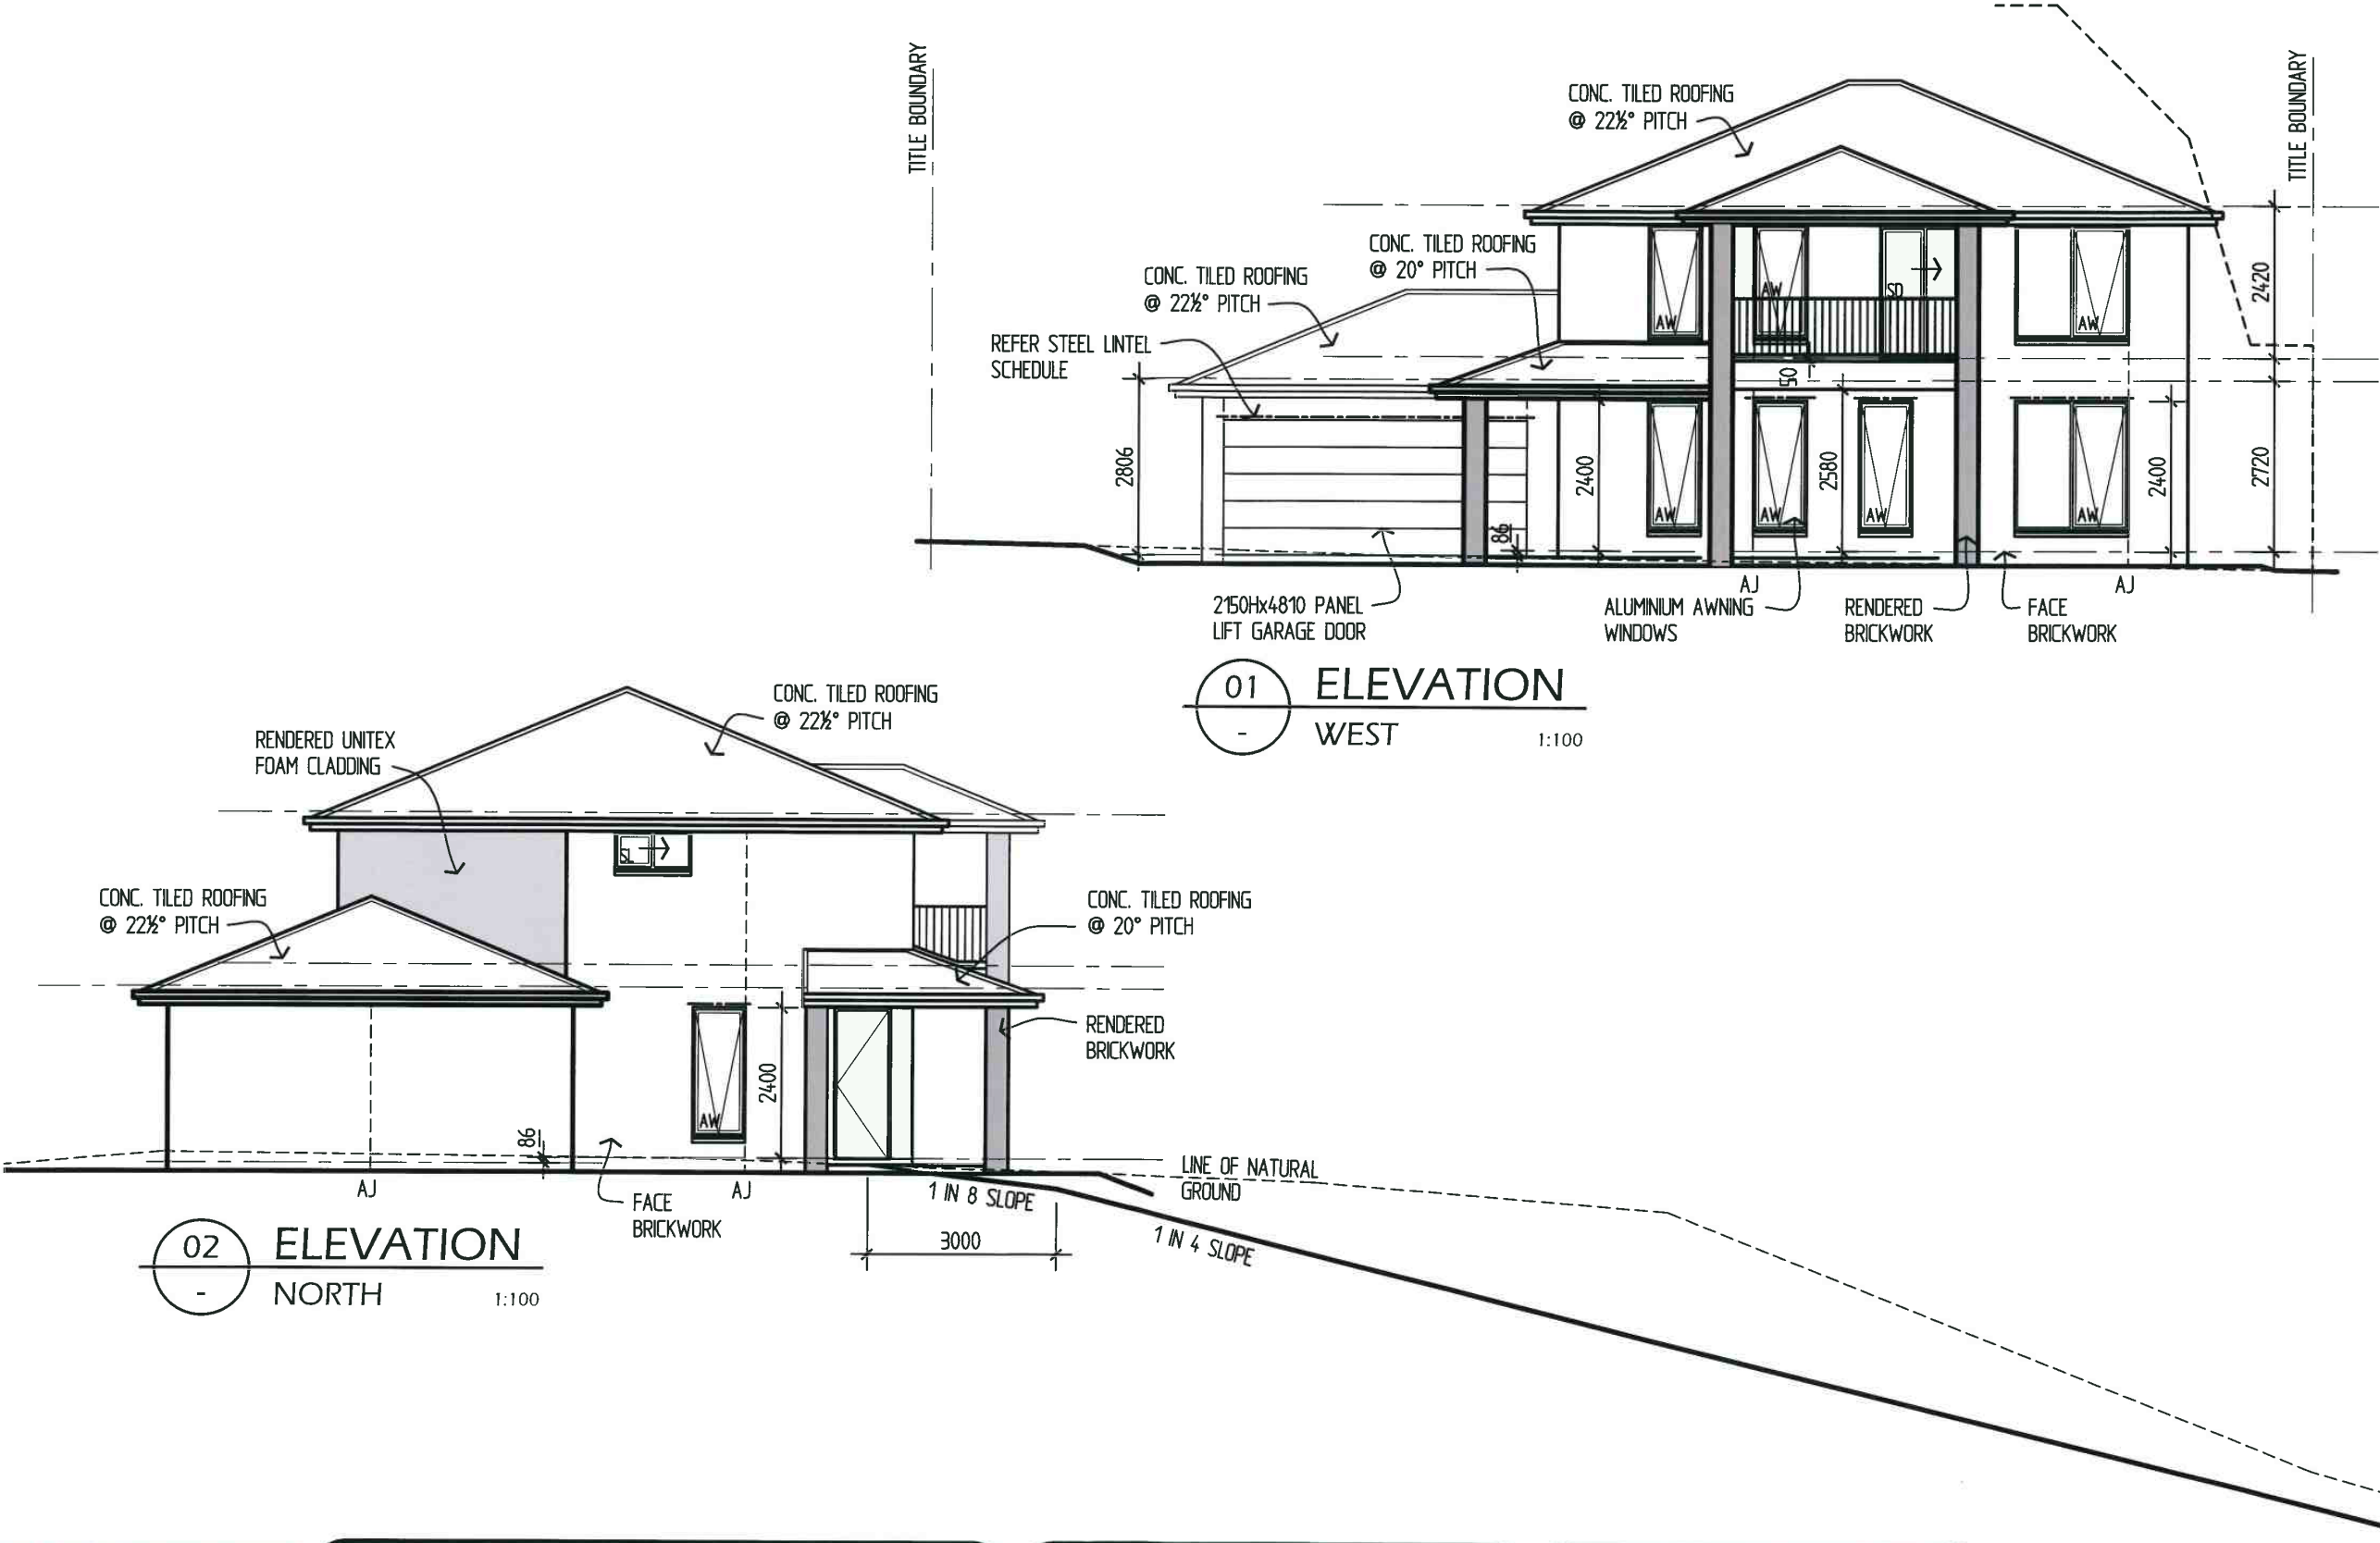 TITLE BOUNDARY
TITLE BOUNDARY
CONC. TILED ROOFING
@ 22½° PITCH
CONC. TILED ROOFING
@ 20° PITCH
CONC. TILED ROOFING
@ 22½° PITCH
REFER STEEL LINTEL
SCHEDULE
2420
2806
2400
2580
2400
2720
86
50
AW
AW
SD
AW
AW
AW
AW
AW
AJ
AJ
2150Hx4810 PANEL
LIFT GARAGE DOOR
ALUMINIUM AWNING
WINDOWS
RENDERED
BRICKWORK
FACE
BRICKWORK
01
-
ELEVATION
WEST
1:100
CONC. TILED ROOFING
@ 22½° PITCH
RENDERED UNITEX
FOAM CLADDING
SL
CONC. TILED ROOFING
@ 22½° PITCH
CONC. TILED ROOFING
@ 20° PITCH
RENDERED
BRICKWORK
2400
AW
86
LINE OF NATURAL
GROUND
AJ
AJ
FACE
BRICKWORK
1 IN 8 SLOPE
3000
1 IN 4 SLOPE
02
-
ELEVATION
NORTH
1:100